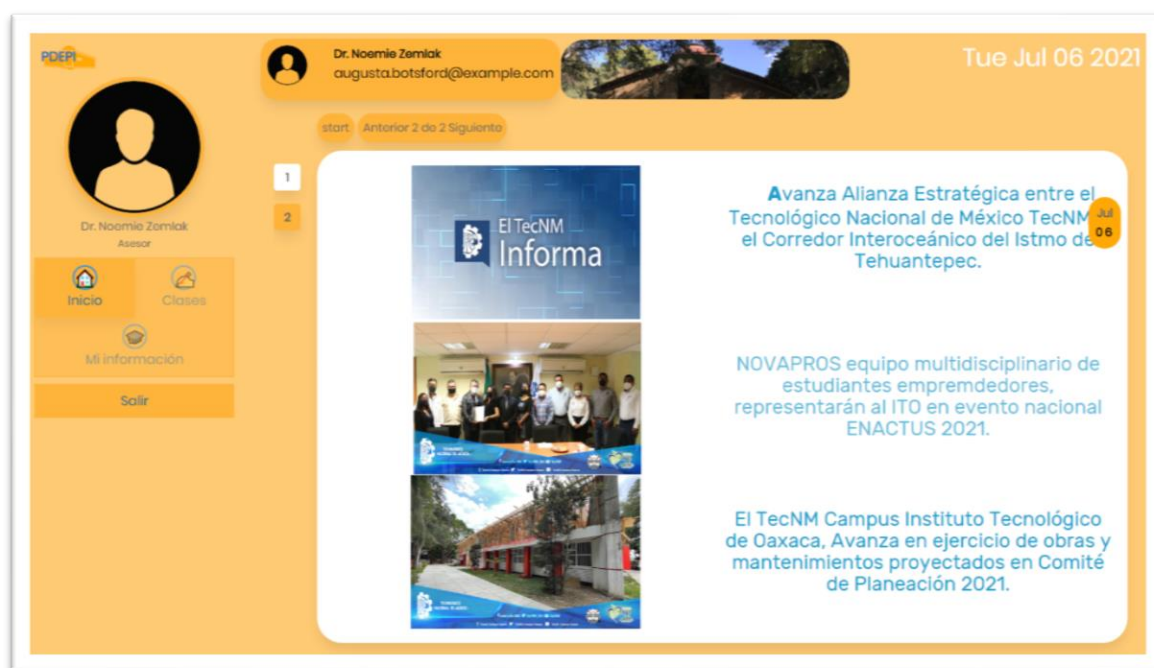 PDEPI
Dr. Noemie Zemlak
augusta.botsford@example.com
Tue Jul 06 2021
Dr. Noomio Zomlak
Asesor
Inicio
Clases
Mi información
Salir
start
Anterior 2 de 2 Siguiente
1
2
El TecNM
Informa
Avanza Alianza Estratégica entre el
Tecnológico Nacional de México TecNM
el Corredor Interoceánico del Istmo de
Tehuantepec.
Jul
06
NOVAPROS equipo multidisciplinario de
estudiantes empremdedores,
representarán al ITO en evento nacional
ENACTUS 2021.
El TecNM Campus Instituto Tecnológico
de Oaxaca, Avanza en ejercicio de obras y
mantenimientos proyectados en Comité
de Planeación 2021.